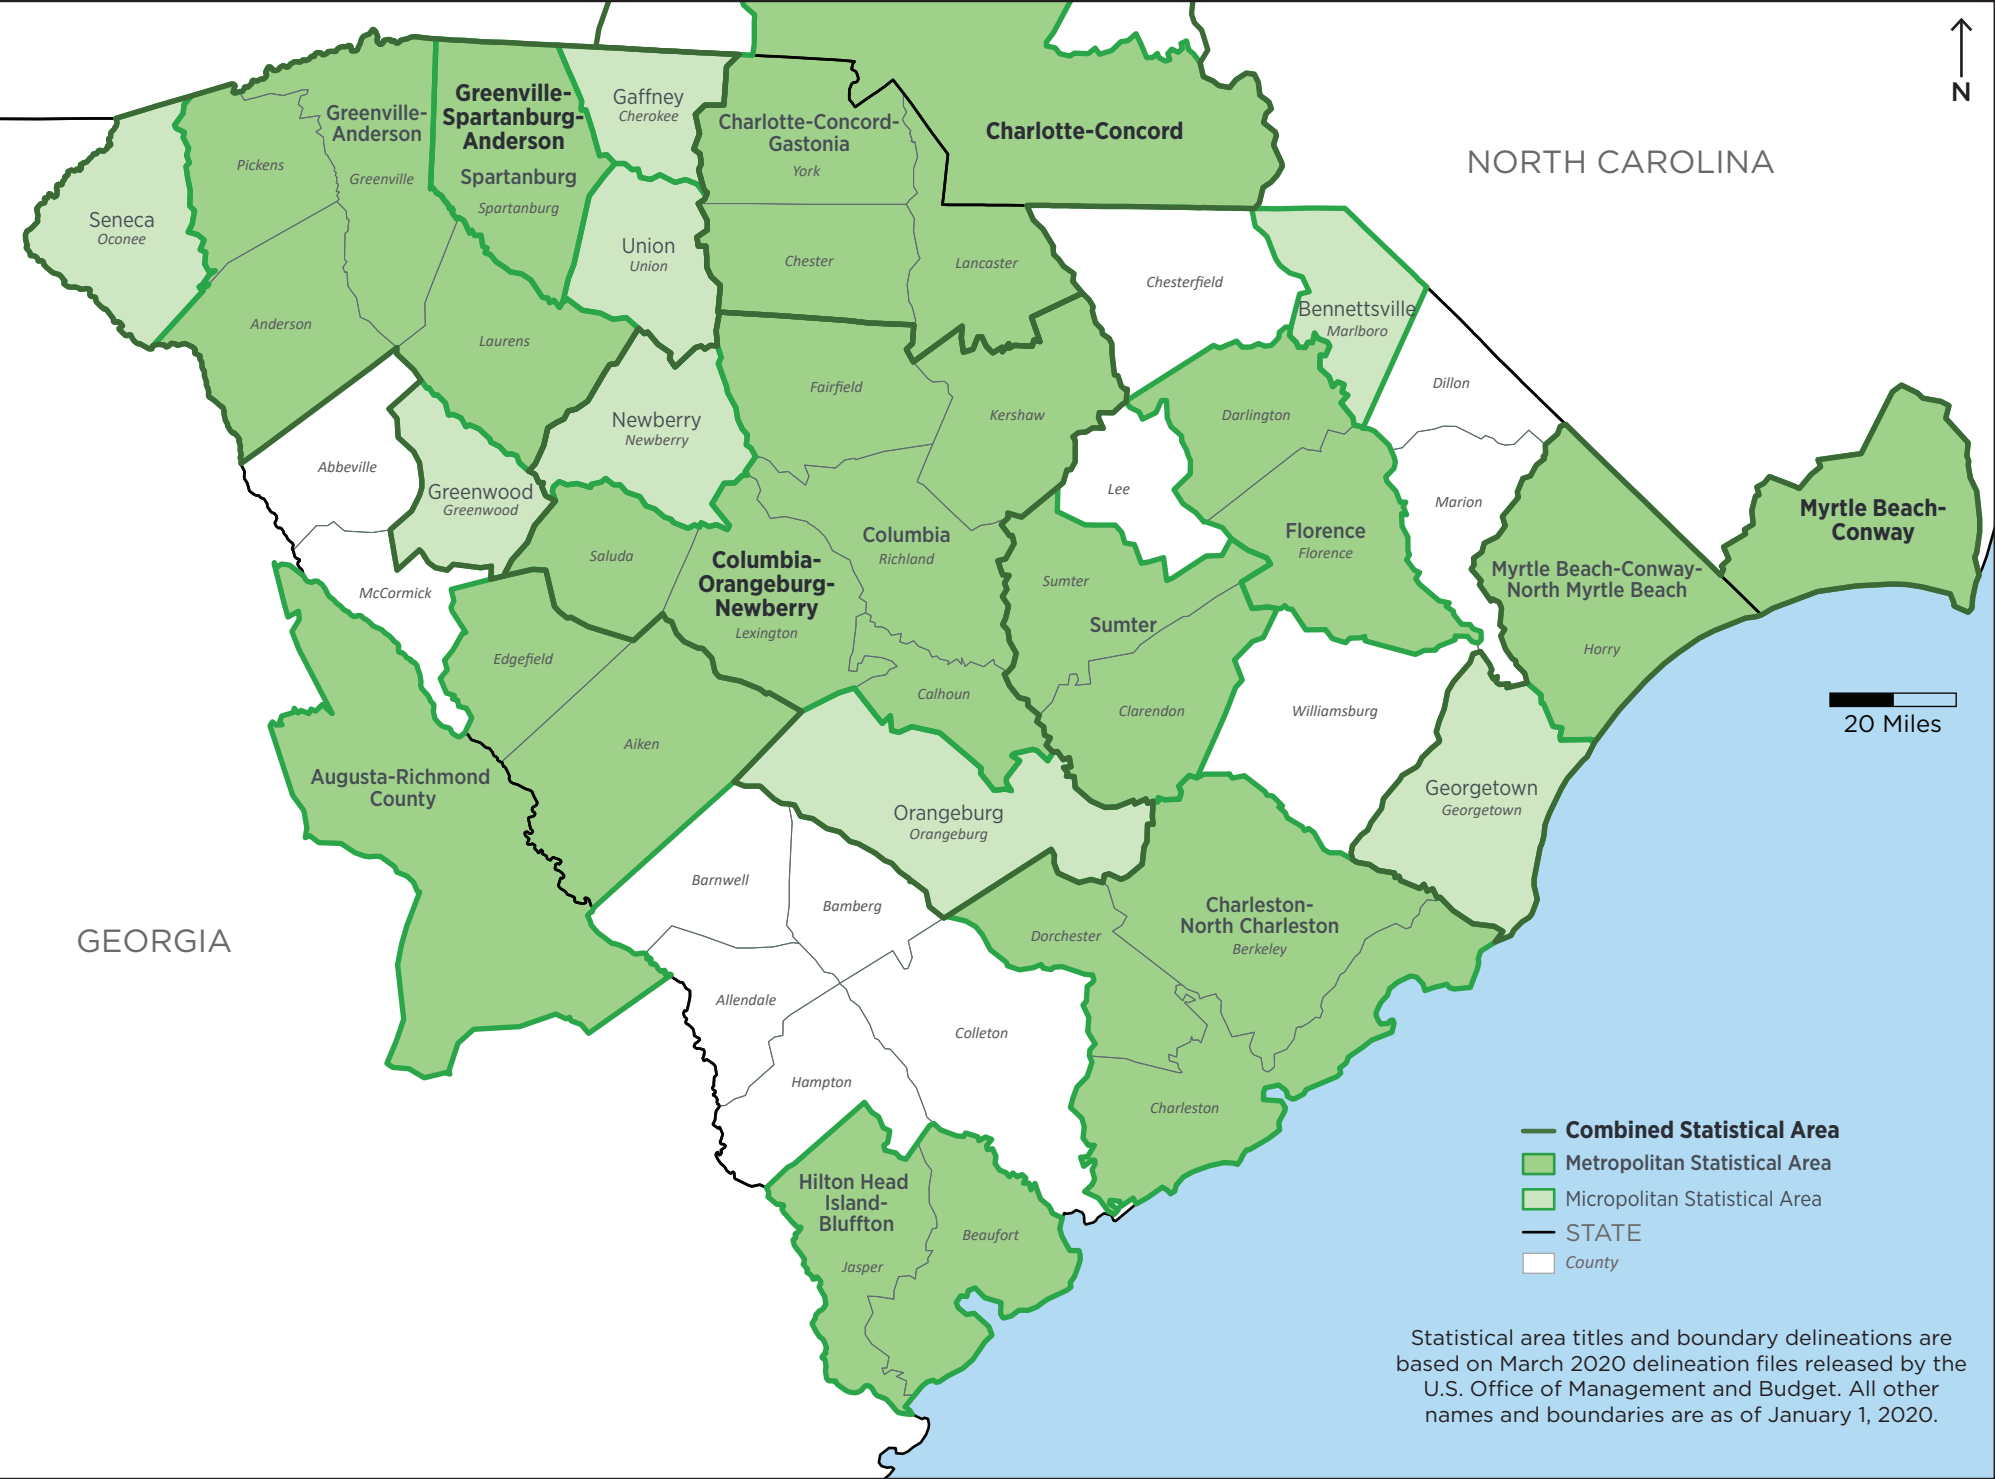 N
NORTH CAROLINA
GEORGIA
Greenville-
Anderson
Pickens
Greenville
Anderson
Laurens
Greenville-
Spartanburg-
Anderson
Spartanburg
Spartanburg
Gaffney
Cherokee
Seneca
Oconee
Union
Union
Charlotte-Concord-
Gastonia
York
Chester
Lancaster
Charlotte-Concord
Chesterfield
Bennettsville
Marlboro
Dillon
Darlington
Marion
Lee
Florence
Florence
Fairfield
Kershaw
Newberry
Newberry
Abbeville
Greenwood
Greenwood
McCormick
Saluda
Columbia-
Orangeburg-
Newberry
Lexington
Columbia
Richland
Calhoun
Sumter
Sumter
Clarendon
Williamsburg
Myrtle Beach-Conway-
North Myrtle Beach
Horry
Myrtle Beach-
Conway
Georgetown
Georgetown
Edgefield
Aiken
Augusta-Richmond
County
Orangeburg
Orangeburg
Barnwell
Bamberg
Allendale
Hampton
Colleton
Dorchester
Charleston-
North Charleston
Berkeley
Charleston
Hilton Head
Island-
Bluffton
Jasper
Beaufort
20 Miles
Combined Statistical Area
Metropolitan Statistical Area
Micropolitan Statistical Area
STATE
County
Statistical area titles and boundary delineations are
based on March 2020 delineation files released by the
U.S. Office of Management and Budget. All other
names and boundaries are as of January 1, 2020.